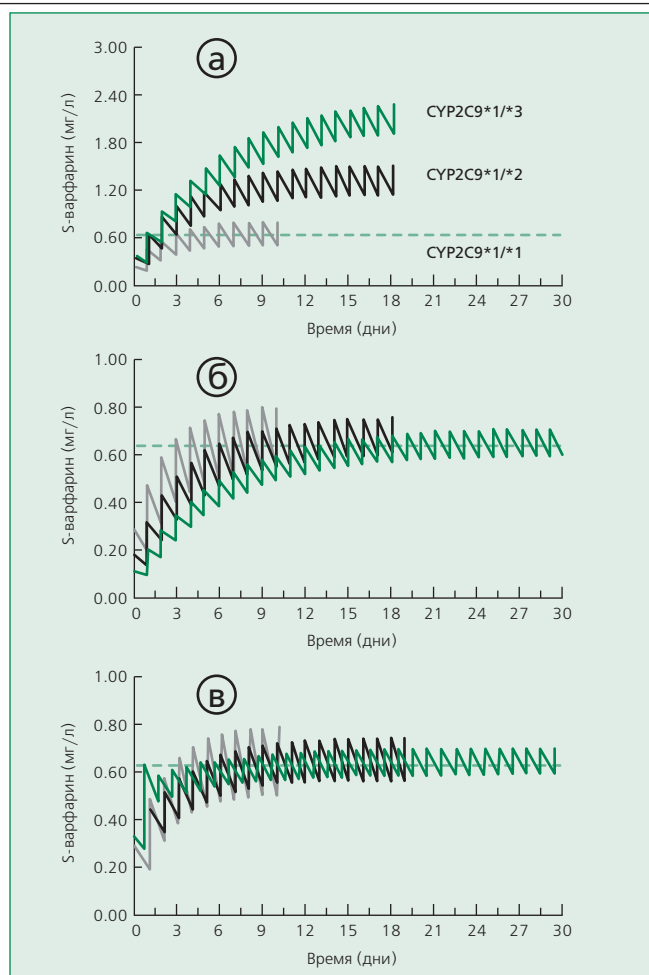 а
3.00
2.40
1.80
1.20
0.60
0.00
S-варфарин (мг/л)
CYP2C9*1/*3
CYP2C9*1/*2
CYP2C9*1/*1
0 3 6 9 12 15 18 21 24 27 30
Время (дни)
б
1.00
0.80
0.60
0.40
0.20
0.00
S-варфарин (мг/л)
0 3 6 9 12 15 18 21 24 27 30
Время (дни)
в
1.00
0.80
0.60
0.40
0.20
0.00
S-варфарин (мг/л)
0 3 6 9 12 15 18 21 24 27 30
Время (дни)